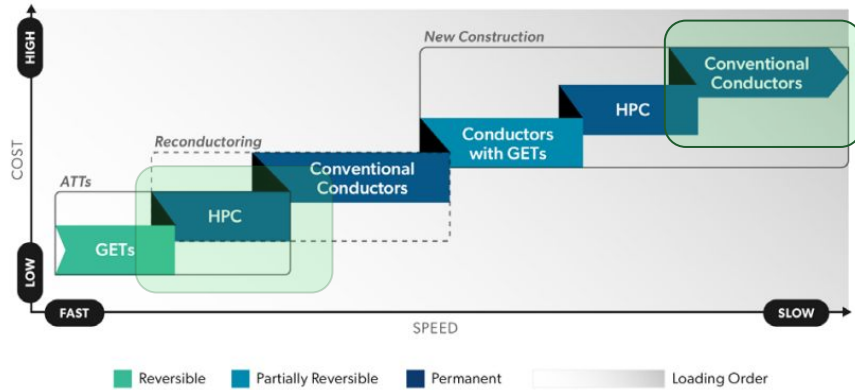 HIGH
COST
LOW
New Construction
Conventional
Conductors
HPC
Conductors
with GETs
Reconductoring
Conventional
Conductors
ATTs
HPC
GETs
FAST
SPEED
SLOW
Reversible
Partially Reversible
Permanent
Loading Order